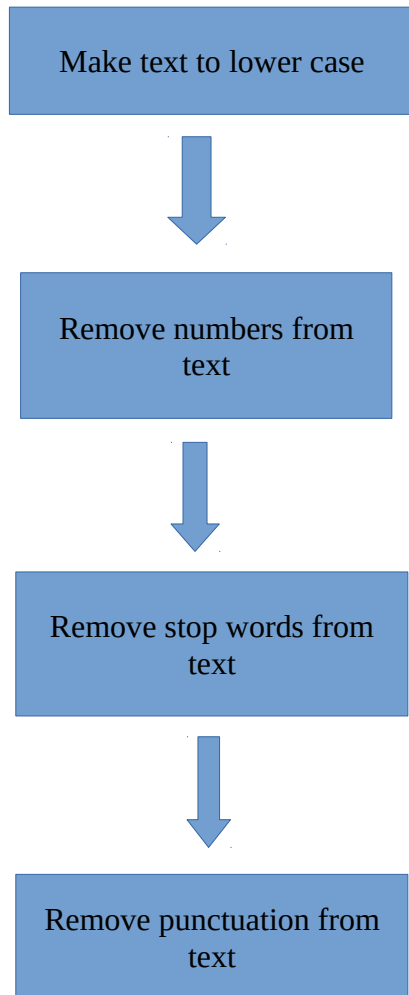 Make text to lower case
Remove numbers from
text
Remove stop words from
text
Remove punctuation from
text